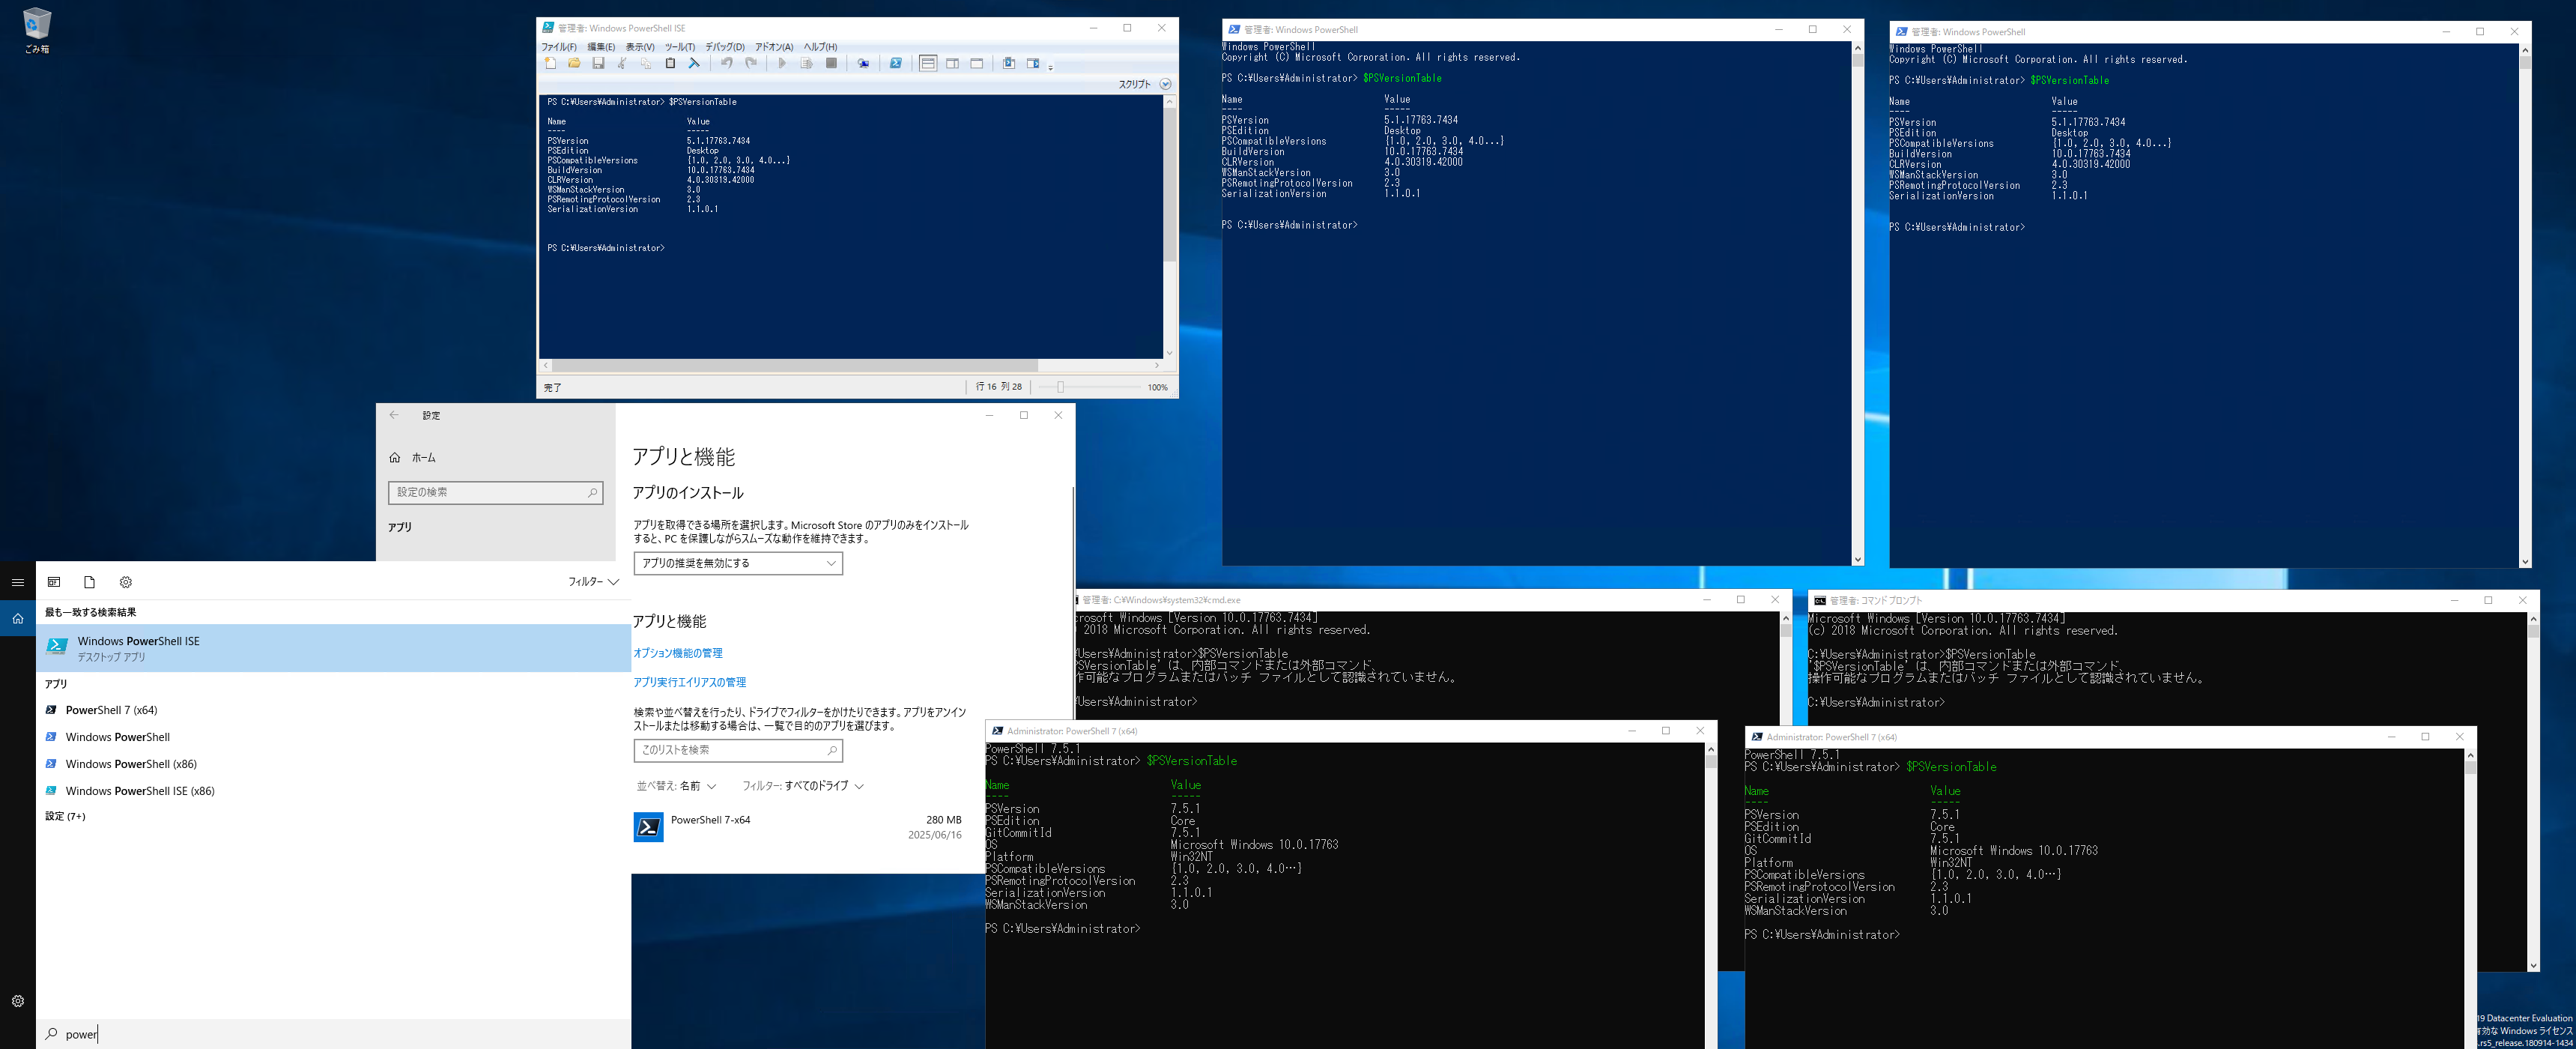 ごみ箱
管理者: Windows PowerShell ISE
ファイル(F) 編集(E) 表示(V) ツール(T) デバッグ(D) アドオン(A) ヘルプ(H)
スクリプト
PS C:¥Users¥Administrator> $PSVersionTable
Name Value
---- -----
PSVersion 5.1.17763.7434
PSEdition Desktop
PSCompatibleVersions {1.0, 2.0, 3.0, 4.0...}
BuildVersion 10.0.17763.7434
CLRVersion 4.0.30319.42000
WSManStackVersion 3.0
PSRemotingProtocolVersion 2.3
SerializationVersion 1.1.0.1
PS C:¥Users¥Administrator>
完了
行 16 列 28
100%
管理者: Windows PowerShell
Windows PowerShell
Copyright (C) Microsoft Corporation. All rights reserved.
PS C:¥Users¥Administrator> $PSVersionTable
Name Value
---- -----
PSVersion 5.1.17763.7434
PSEdition Desktop
PSCompatibleVersions {1.0, 2.0, 3.0, 4.0...}
BuildVersion 10.0.17763.7434
CLRVersion 4.0.30319.42000
WSManStackVersion 3.0
PSRemotingProtocolVersion 2.3
SerializationVersion 1.1.0.1
PS C:¥Users¥Administrator>
管理者: Windows PowerShell
Windows PowerShell
Copyright (C) Microsoft Corporation. All rights reserved.
PS C:¥Users¥Administrator> $PSVersionTable
Name Value
---- -----
PSVersion 5.1.17763.7434
PSEdition Desktop
PSCompatibleVersions {1.0, 2.0, 3.0, 4.0...}
BuildVersion 10.0.17763.7434
CLRVersion 4.0.30319.42000
WSManStackVersion 3.0
PSRemotingProtocolVersion 2.3
SerializationVersion 1.1.0.1
PS C:¥Users¥Administrator>
設定
ホーム
設定の検索
アプリ
アプリと機能
アプリのインストール
アプリを取得できる場所を選択します。Microsoft Store のアプリのみをインストール
すると、PC を保護しながらスムーズな動作を維持できます。
アプリの推奨を無効にする
アプリと機能
オプション機能の管理
アプリ実行エイリアスの管理
検索や並べ替えを行ったり、ドライブでフィルターをかけたりできます。アプリをアンイン
ストールまたは移動する場合は、一覧で目的のアプリを選びます。
このリストを検索
並べ替え: 名前 フィルター: すべてのドライブ
PowerShell 7-x64 280 MB
2025/06/16
フィルター
最も一致する検索結果
Windows PowerShell ISE
デスクトップ アプリ
アプリ
PowerShell 7 (x64)
Windows PowerShell
Windows PowerShell (x86)
Windows PowerShell ISE (x86)
設定 (7+)
power
管理者: C:¥Windows¥system32¥cmd.exe
rosoft Windows [Version 10.0.17763.7434]
) 2018 Microsoft Corporation. All rights reserved.
¥Users¥Administrator>$PSVersionTable
PSVersionTable' は、内部コマンドまたは外部コマンド、
作可能なプログラムまたはバッチ ファイルとして認識されていません。
¥Users¥Administrator>
管理者: コマンド プロンプト
Microsoft Windows [Version 10.0.17763.7434]
(c) 2018 Microsoft Corporation. All rights reserved.
C:¥Users¥Administrator>$PSVersionTable
'$PSVersionTable' は、内部コマンドまたは外部コマンド、
操作可能なプログラムまたはバッチ ファイルとして認識されていません。
C:¥Users¥Administrator>
Administrator: PowerShell 7 (x64)
PowerShell 7.5.1
PS C:¥Users¥Administrator> $PSVersionTable
Name Value
---- -----
PSVersion 7.5.1
PSEdition Core
GitCommitId 7.5.1
OS Microsoft Windows 10.0.17763
Platform Win32NT
PSCompatibleVersions {1.0, 2.0, 3.0, 4.0…}
PSRemotingProtocolVersion 2.3
SerializationVersion 1.1.0.1
WSManStackVersion 3.0
PS C:¥Users¥Administrator>
Administrator: PowerShell 7 (x64)
PowerShell 7.5.1
PS C:¥Users¥Administrator> $PSVersionTable
Name Value
---- -----
PSVersion 7.5.1
PSEdition Core
GitCommitId 7.5.1
OS Microsoft Windows 10.0.17763
Platform Win32NT
PSCompatibleVersions {1.0, 2.0, 3.0, 4.0…}
PSRemotingProtocolVersion 2.3
SerializationVersion 1.1.0.1
WSManStackVersion 3.0
PS C:¥Users¥Administrator>
19 Datacenter Evaluation
有効な Windows ライセンス
.rs5_release.180914-1434